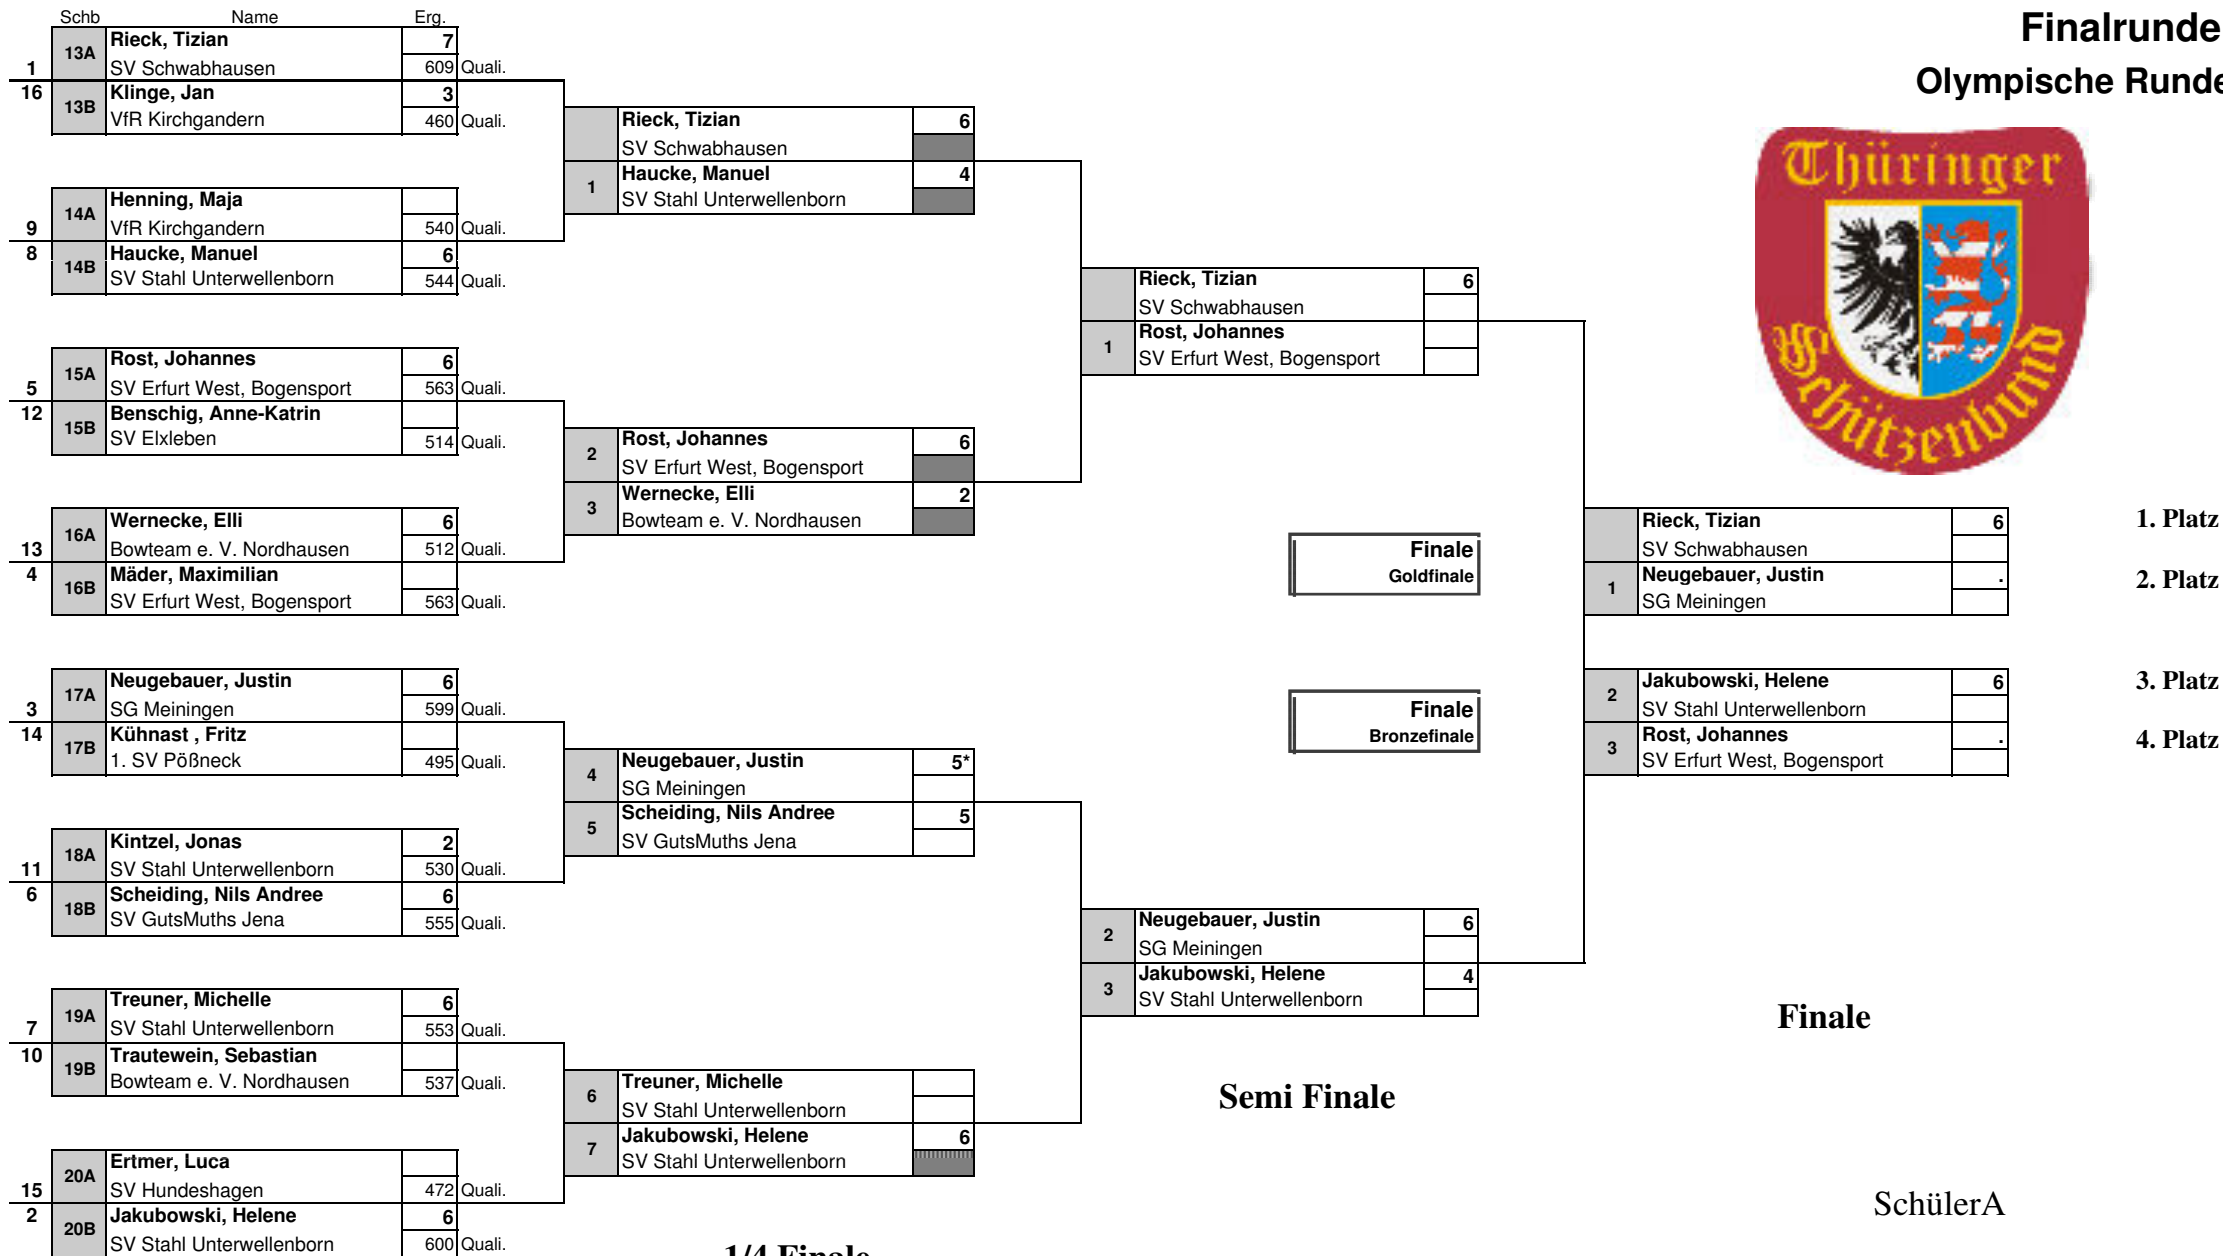 Schb Name Erg.
Finalrunde
Olympische Runde
Thüringer
Schützenbund
13A Rieck, Tizian 7
1 SV Schwabhausen 609 Quali.
16 13B Klinge, Jan 3
VfR Kirchgandern 460 Quali.
14A Henning, Maja
9 VfR Kirchgandern 540 Quali.
8 14B Haucke, Manuel 6
SV Stahl Unterwellenborn 544 Quali.
15A Rost, Johannes 6
5 SV Erfurt West, Bogensport 563 Quali.
12 15B Benschig, Anne-Katrin
SV Elxleben 514 Quali.
16A Wernecke, Elli 6
13 Bowteam e. V. Nordhausen 512 Quali.
4 16B Mäder, Maximilian
SV Erfurt West, Bogensport 563 Quali.
17A Neugebauer, Justin 6
3 SG Meiningen 599 Quali.
14 17B Kühnast , Fritz
1. SV Pößneck 495 Quali.
18A Kintzel, Jonas 2
11 SV Stahl Unterwellenborn 530 Quali.
6 18B Scheiding, Nils Andree 6
SV GutsMuths Jena 555 Quali.
19A Treuner, Michelle 6
7 SV Stahl Unterwellenborn 553 Quali.
10 19B Trautewein, Sebastian
Bowteam e. V. Nordhausen 537 Quali.
20A Ertmer, Luca
15 SV Hundeshagen 472 Quali.
2 20B Jakubowski, Helene 6
SV Stahl Unterwellenborn 600 Quali.
Rieck, Tizian 6
SV Schwabhausen
1 Haucke, Manuel 4
SV Stahl Unterwellenborn
2 Rost, Johannes 6
SV Erfurt West, Bogensport
3 Wernecke, Elli 2
Bowteam e. V. Nordhausen
4 Neugebauer, Justin 5*
SG Meiningen
5 Scheiding, Nils Andree 5
SV GutsMuths Jena
6 Treuner, Michelle
SV Stahl Unterwellenborn
7 Jakubowski, Helene 6
SV Stahl Unterwellenborn
1/4 Finale
Rieck, Tizian 6
SV Schwabhausen
1 Rost, Johannes
SV Erfurt West, Bogensport
Finale
Goldfinale
Finale
Bronzefinale
2 Neugebauer, Justin 6
SG Meiningen
3 Jakubowski, Helene 4
SV Stahl Unterwellenborn
Semi Finale
Rieck, Tizian 6 1. Platz
SV Schwabhausen
1 Neugebauer, Justin . 2. Platz
SG Meiningen
2 Jakubowski, Helene 6 3. Platz
SV Stahl Unterwellenborn
3 Rost, Johannes . 4. Platz
SV Erfurt West, Bogensport
Finale
SchülerA